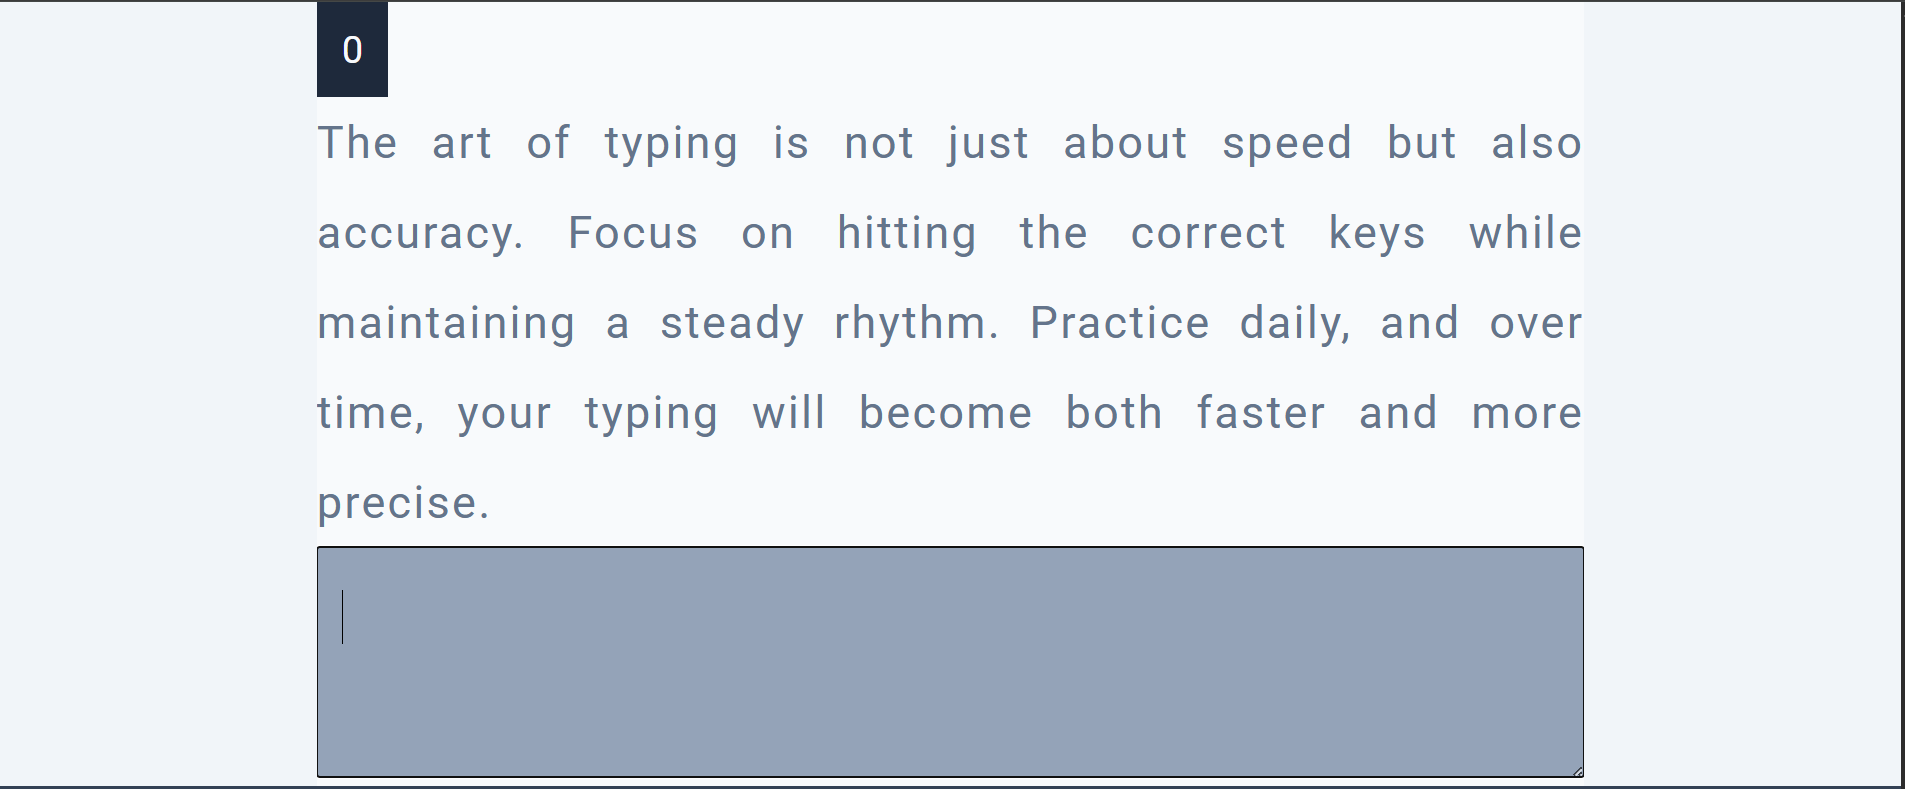 0
The art of typing is not just about speed but also
accuracy. Focus on hitting the correct keys while
maintaining a steady rhythm. Practice daily, and over
time, your typing will become both faster and more
precise.